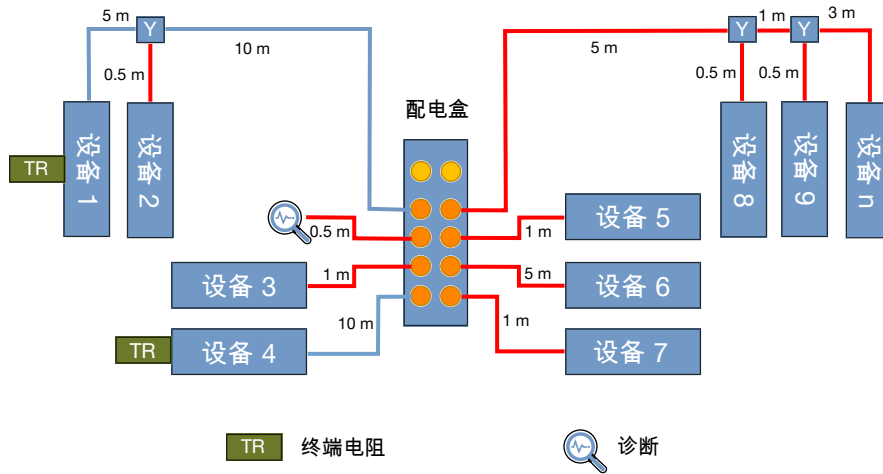 5 m
Y
10 m
0.5 m
设备 1
设备 2
TR
5 m
Y
1 m
Y
3 m
0.5 m
0.5 m
设备 8
设备 9
设备 n
配电盒
0.5 m
1 m
设备 5
设备 3
1 m
5 m
设备 6
TR
设备 4
10 m
1 m
设备 7
TR
终端电阻
诊断